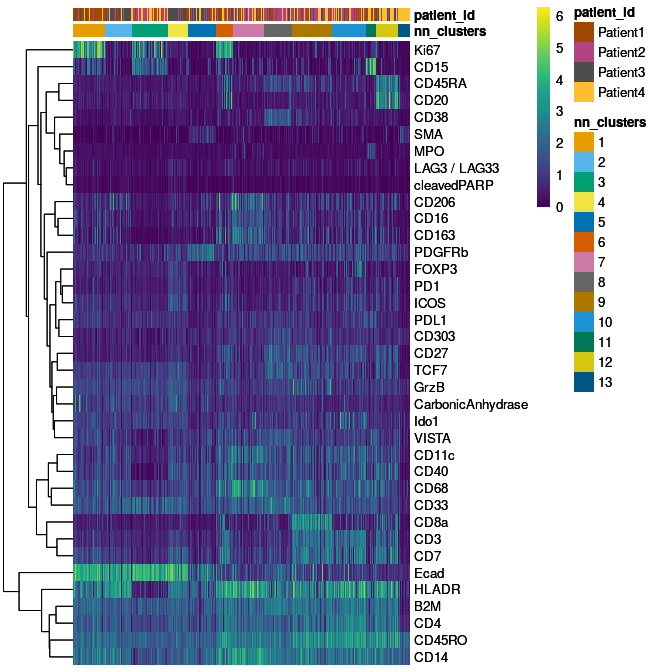 patient_id
nn_clusters
Ki67
CD15
CD45RA
CD20
CD38
SMA
MPO
LAG3 / LAG33
cleavedPARP
CD206
CD16
CD163
PDGFRb
FOXP3
PD1
ICOS
PDL1
CD303
CD27
TCF7
GrzB
CarbonicAnhydrase
Ido1
VISTA
CD11c
CD40
CD68
CD33
CD8a
CD3
CD7
Ecad
HLADR
B2M
CD4
CD45RO
CD14
6
5
4
3
2
1
0
patient_id
Patient1
Patient2
Patient3
Patient4
nn_clusters
1
2
3
4
5
6
7
8
9
10
11
12
13